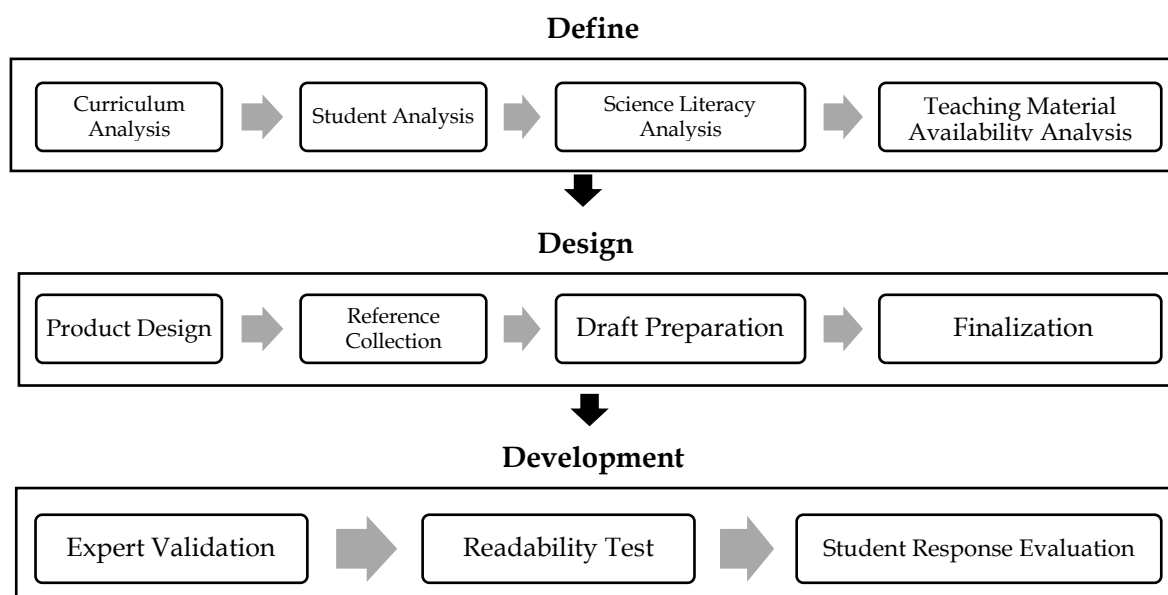 Define
Curriculum
Analysis
Student Analysis
Science Literacy
Analysis
Teaching Material
Availability Analysis
Design
Product Design
Reference
Collection
Draft Preparation
Finalization
Development
Expert Validation
Readability Test
Student Response Evaluation